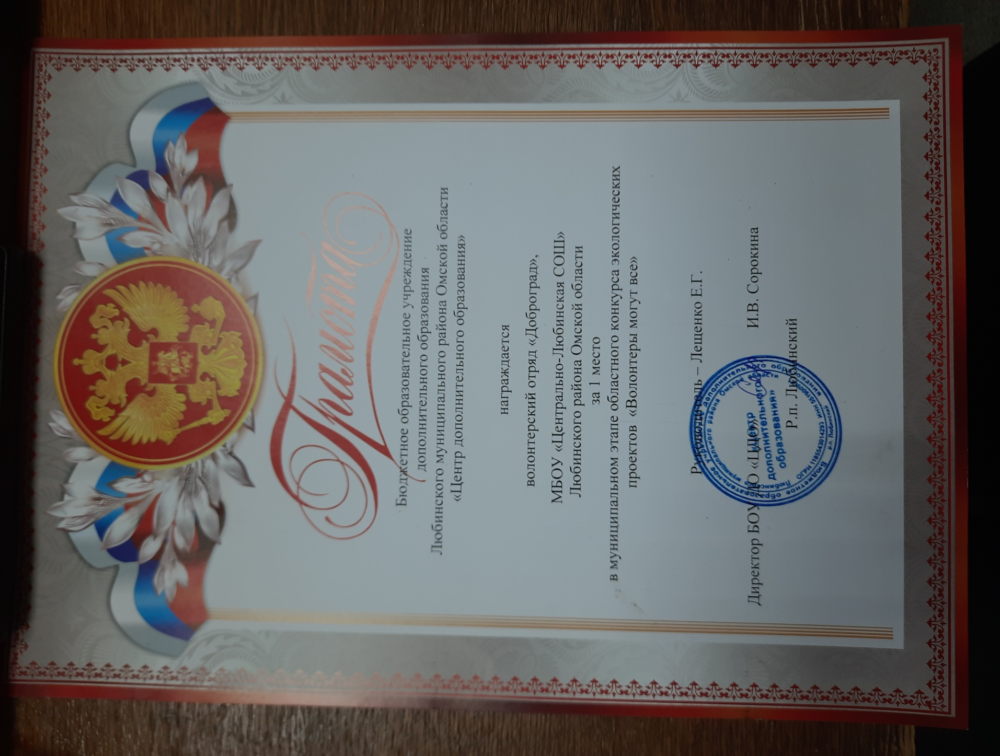 Грамота
Бюджетное образовательное учреждение
дополнительного образования
Любинского муниципального района Омской области
«Центр дополнительного образования»
награждается
волонтерский отряд «Доброград»,
МБОУ «Центрально-Любинская СОШ»
Любинского района Омской области
за 1 место
в муниципальном этапе областного конкурса экологических
проектов «Волонтеры могут все»
Руководитель – Лещенко Е.Г.
Директор БОУ ДО «ЦДО» И.В. Сорокина
Р.п. Любинский
Бюджетное образовательное учреждение дополнительного образования
Любинского муниципального района Омской области
ОГРН 1185543014293 ИНН
«Центр
дополнительного
образования»
р.п. Любинский